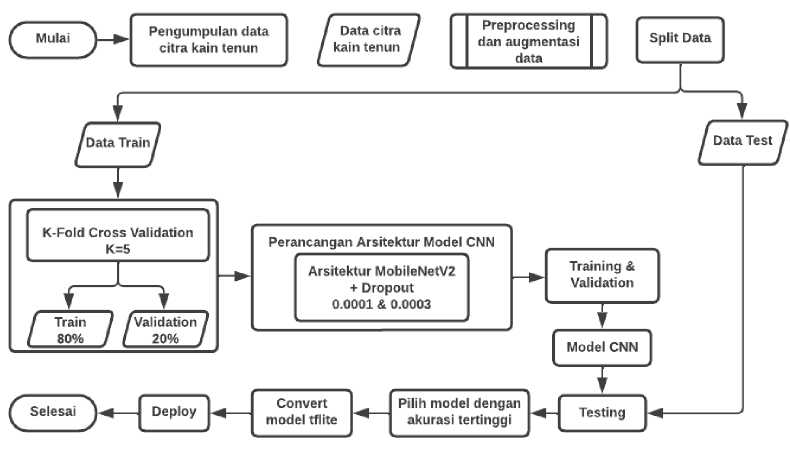 Mulai
Pengumpulan data
citra kain tenun
Data citra
kain tenun
Preprocessing
dan augmentasi
data
Split Data
Data Train
Data Test
K-Fold Cross Validation
K=5
Train
80%
Validation
20%
Perancangan Arsitektur Model CNN
Arsitektur MobileNetV2
+ Dropout
0.0001 & 0.0003
Training &
Validation
Model CNN
Testing
Pilih model dengan
akurasi tertinggi
Convert
model tflite
Deploy
Selesai